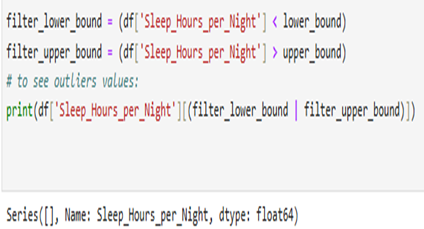 filter_lower_bound = (df['Sleep_Hours_per_Night'] < lower_bound)
filter_upper_bound = (df['Sleep_Hours_per_Night'] > upper_bound)
# to see outliers values:
print(df['Sleep_Hours_per_Night'][(filter_lower_bound | filter_upper_bound)])
Series([], Name: Sleep_Hours_per_Night, dtype: float64)